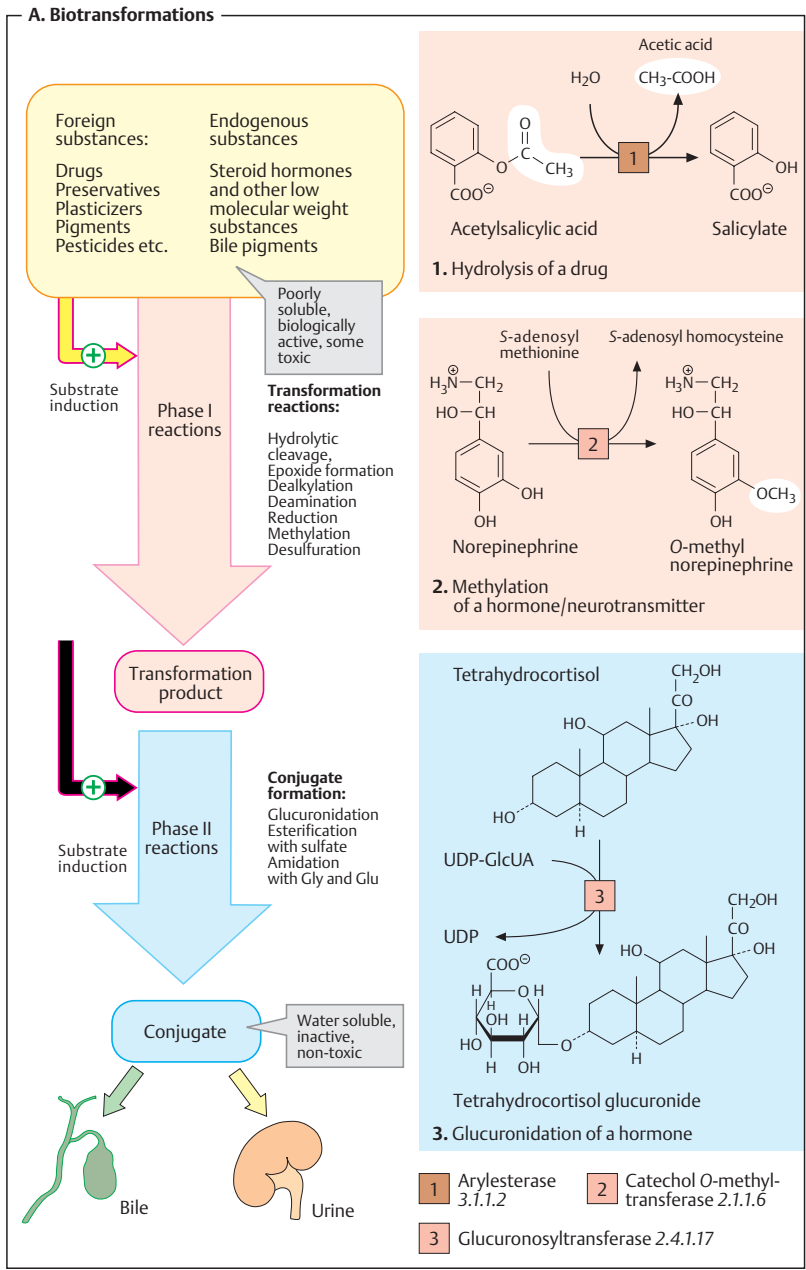 A. Biotransformations
Foreign
substances:
Drugs
Preservatives
Plasticizers
Pigments
Pesticides etc.
Endogenous
substances
Steroid hormones
and other low
molecular weight
substances
Bile pigments
Poorly
soluble,
biologically
active, some
toxic
+
Substrate
induction
Phase I
reactions
Transformation
reactions:
Hydrolytic
cleavage,
Epoxide formation
Dealkylation
Deamination
Reduction
Methylation
Desulfuration
Transformation
product
+
Substrate
induction
Phase II
reactions
Conjugate
formation:
Glucuronidation
Esterification
with sulfate
Amidation
with Gly and Glu
Conjugate
Water soluble,
inactive,
non-toxic
Bile
Urine
Acetic acid
H₂O
CH₃-COOH
O
C
O
CH₃
COO⊖
1
OH
COO⊖
Acetylsalicylic acid
Salicylate
1. Hydrolysis of a drug
S-adenosyl
methionine
S-adenosyl homocysteine
H₃N⊕—CH₂
HO—CH
OH
OH
2
H₃N⊕—CH₂
HO—CH
OCH₃
OH
Norepinephrine
O-methyl
norepinephrine
2. Methylation
of a hormone/neurotransmitter
Tetrahydrocortisol
CH₂OH
CO
HO
OH
HO
H
UDP-GlcUA
3
UDP
CH₂OH
CO
HO
OH
COO⊖
H
O
H
H
OH
H
HO
O
H
OH
H
Tetrahydrocortisol glucuronide
3. Glucuronidation of a hormone
1 Arylesterase
3.1.1.2
2 Catechol O-methyl-
transferase 2.1.1.6
3 Glucuronosyltransferase 2.4.1.17